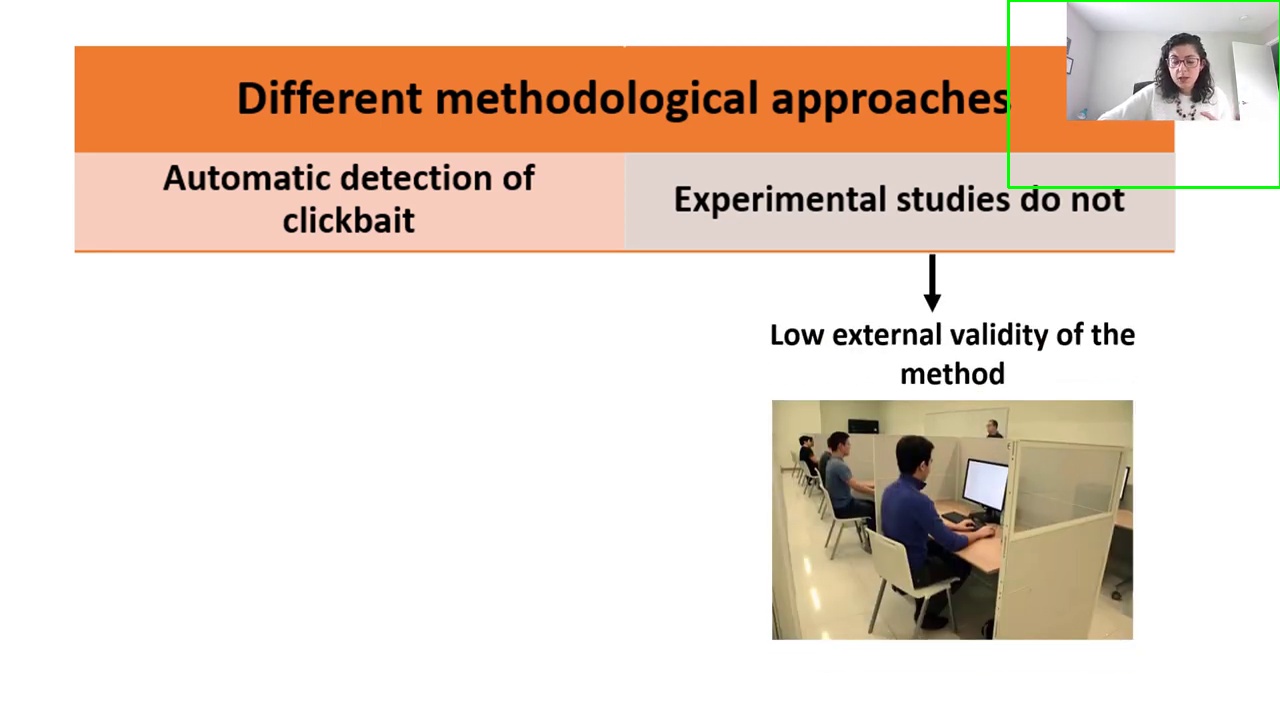 Different methodological approaches
Automatic detection of
clickbait
Experimental studies do not
Low external validity of the
method